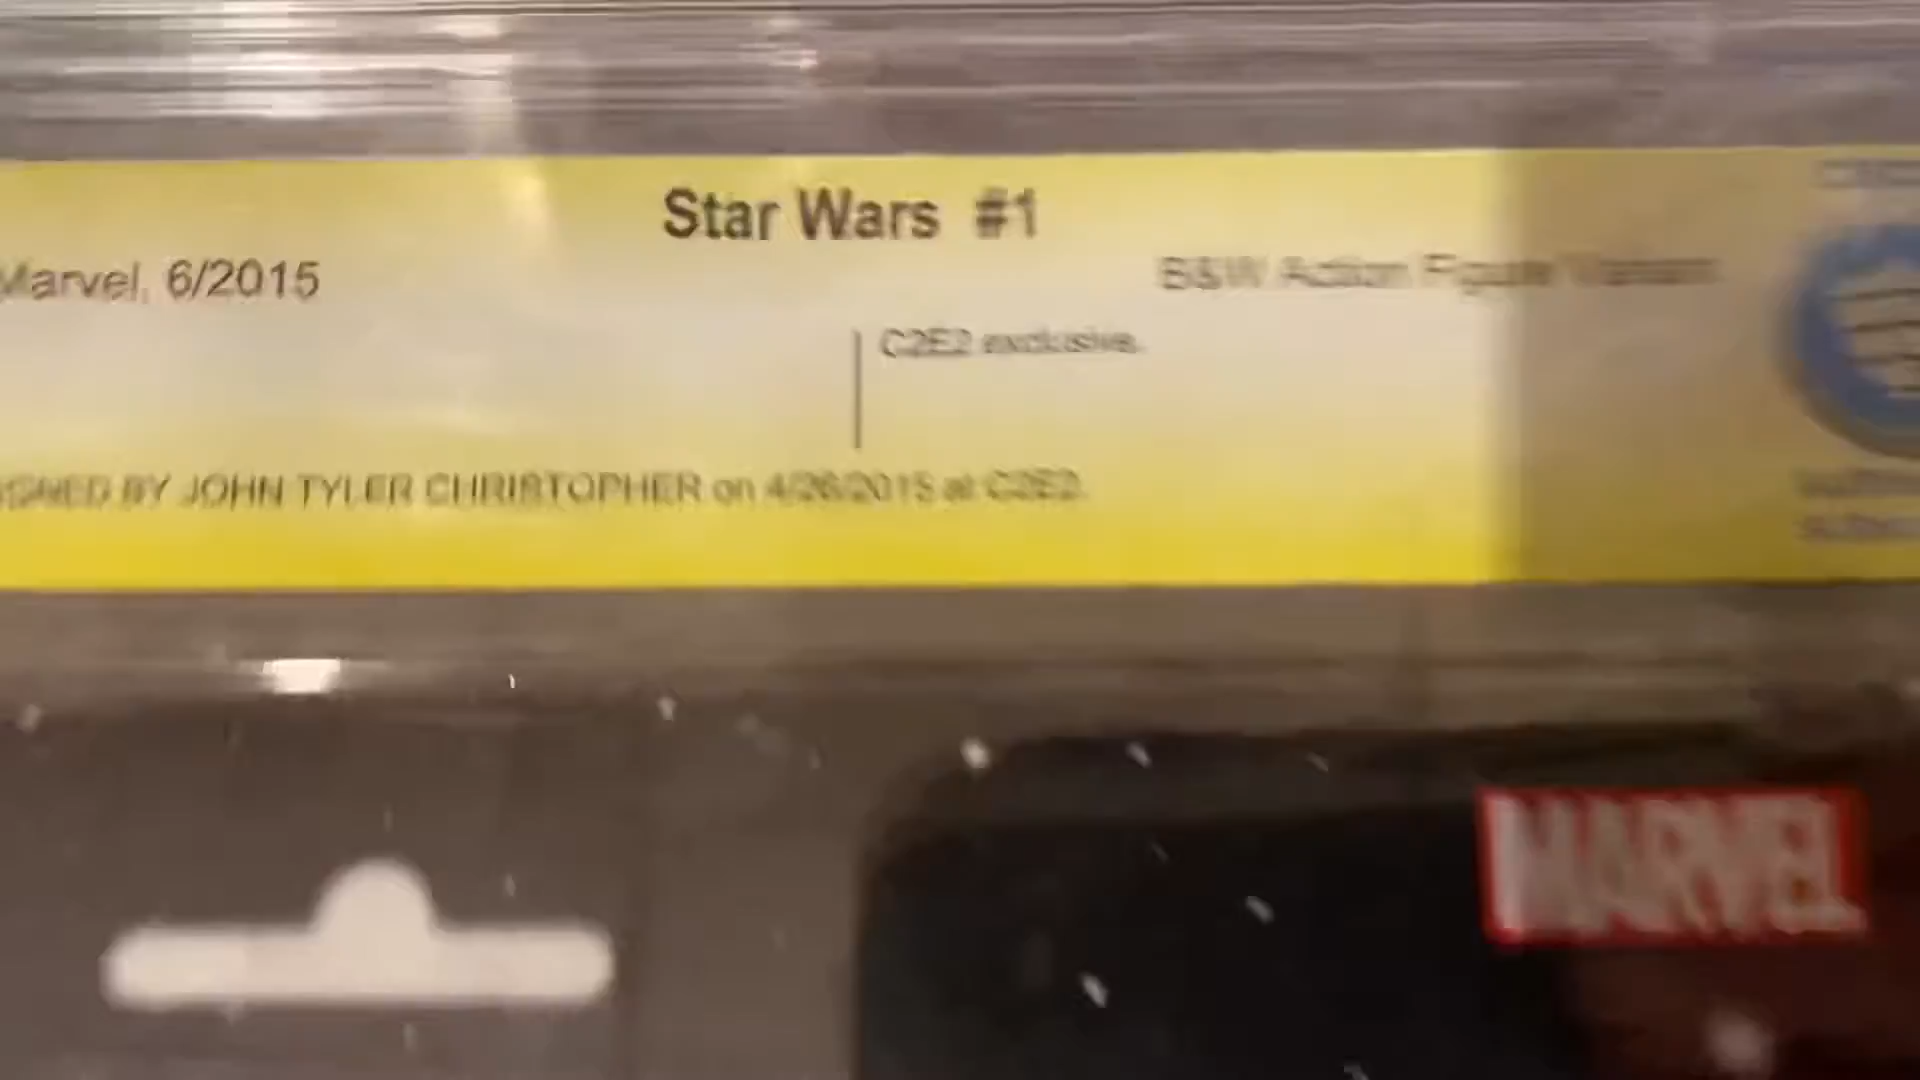 Star Wars #1
Marvel, 6/2015
B&W Action Figure Variant
C2E2 exclusive.
SIGNED BY JOHN TYLER CHRISTOPHER on 4/26/2015 at C2E2.
MARVEL